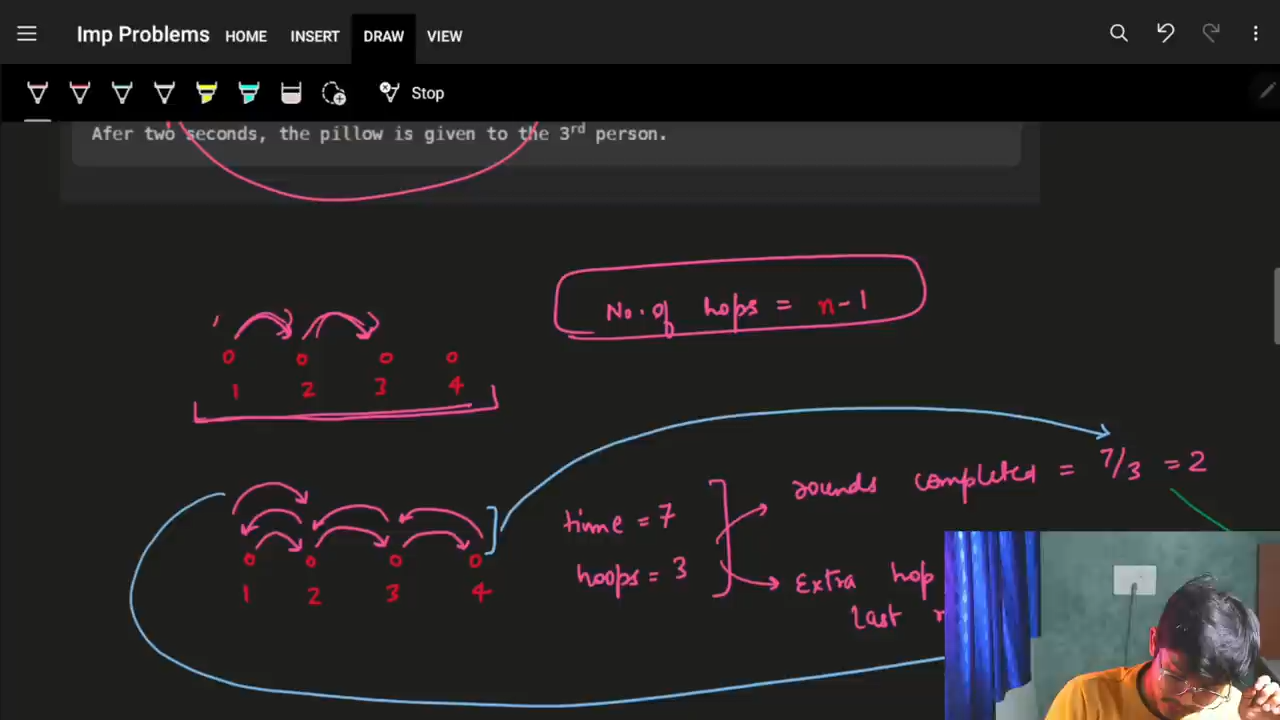 Imp Problems HOME INSERT DRAW VIEW
Stop
Afer two seconds, the pillow is given to the 3rd person.
No. of hops = n-1
1 2 3 4
rounds completed = 7/3 = 2
time = 7
hoops = 3
Extra hop
last
1 2 3 4